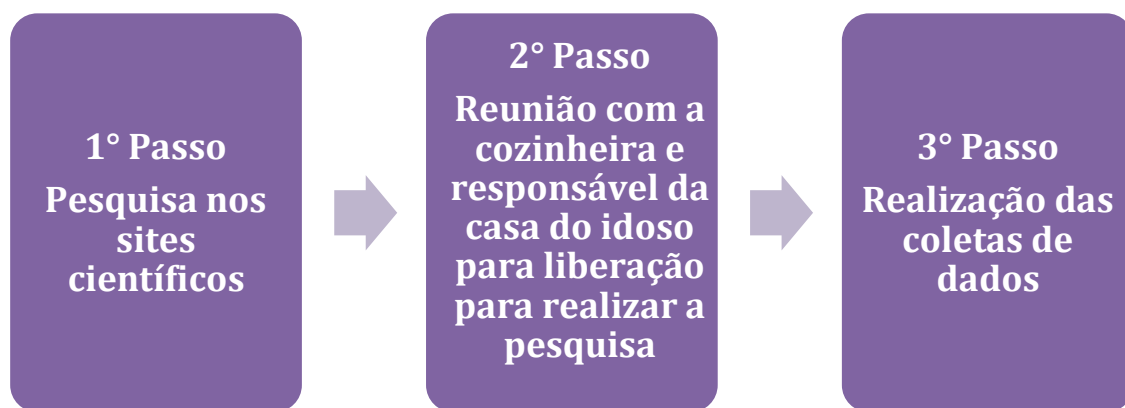 1° Passo
Pesquisa nos
sites
científicos
2° Passo
Reunião com a
cozinheira e
responsável da
casa do idoso
para liberação
para realizar a
pesquisa
3° Passo
Realização das
coletas de
dados